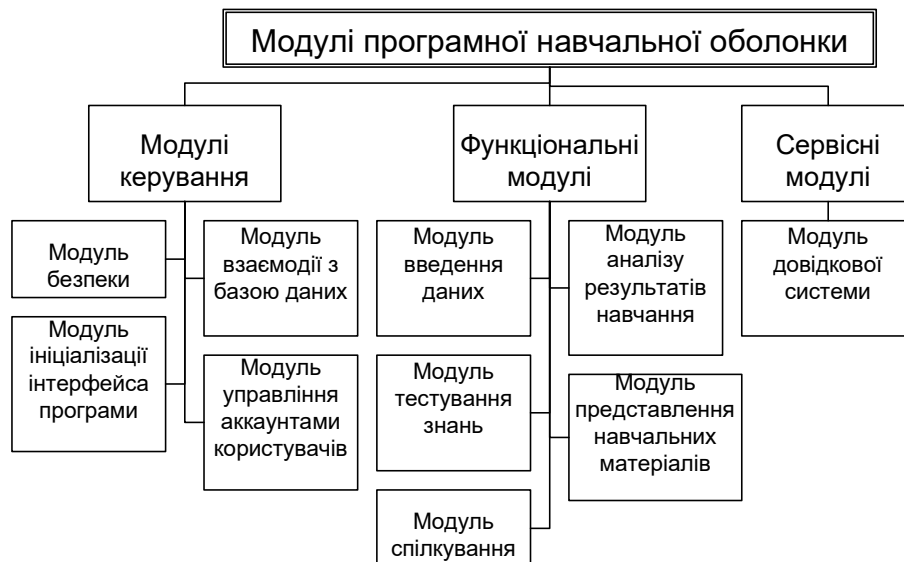 Модулі програмної навчальної оболонки
Модулі
керування
Функціональні
модулі
Сервісні
модулі
Модуль
безпеки
Модуль
взаємодії з
базою даних
Модуль
ініціалізації
інтерфейса
програми
Модуль
управління
аккаунтами
користувачів
Модуль
введення
даних
Модуль
аналізу
результатів
навчання
Модуль
тестування
знань
Модуль
представлення
навчальних
матеріалів
Модуль
спілкування
Модуль
довідкової
системи